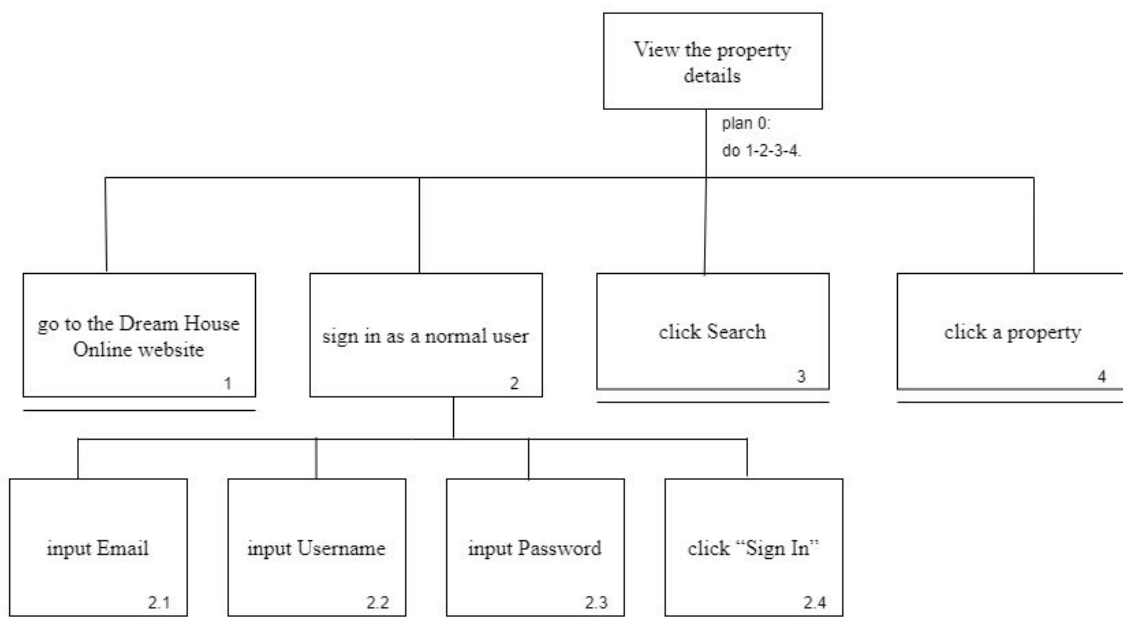 View the property
details
plan 0:
do 1-2-3-4.
go to the Dream House
Online website
1
sign in as a normal user
2
click Search
3
click a property
4
input Email
2.1
input Username
2.2
input Password
2.3
click “Sign In”
2.4